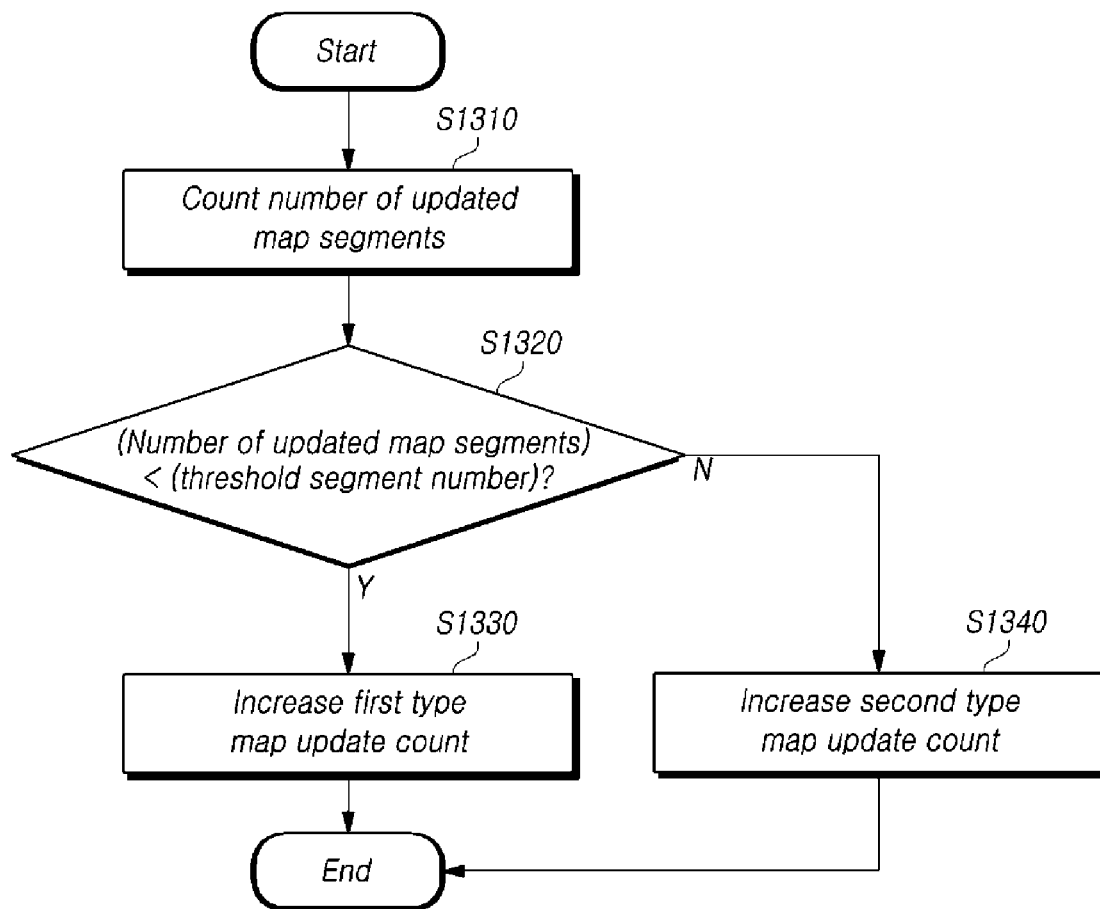 Start
S1310
Count number of updated
map segments
S1320
(Number of updated map segments)
< (threshold segment number)?
N
Y
S1330
Increase first type
map update count
S1340
Increase second type
map update count
End